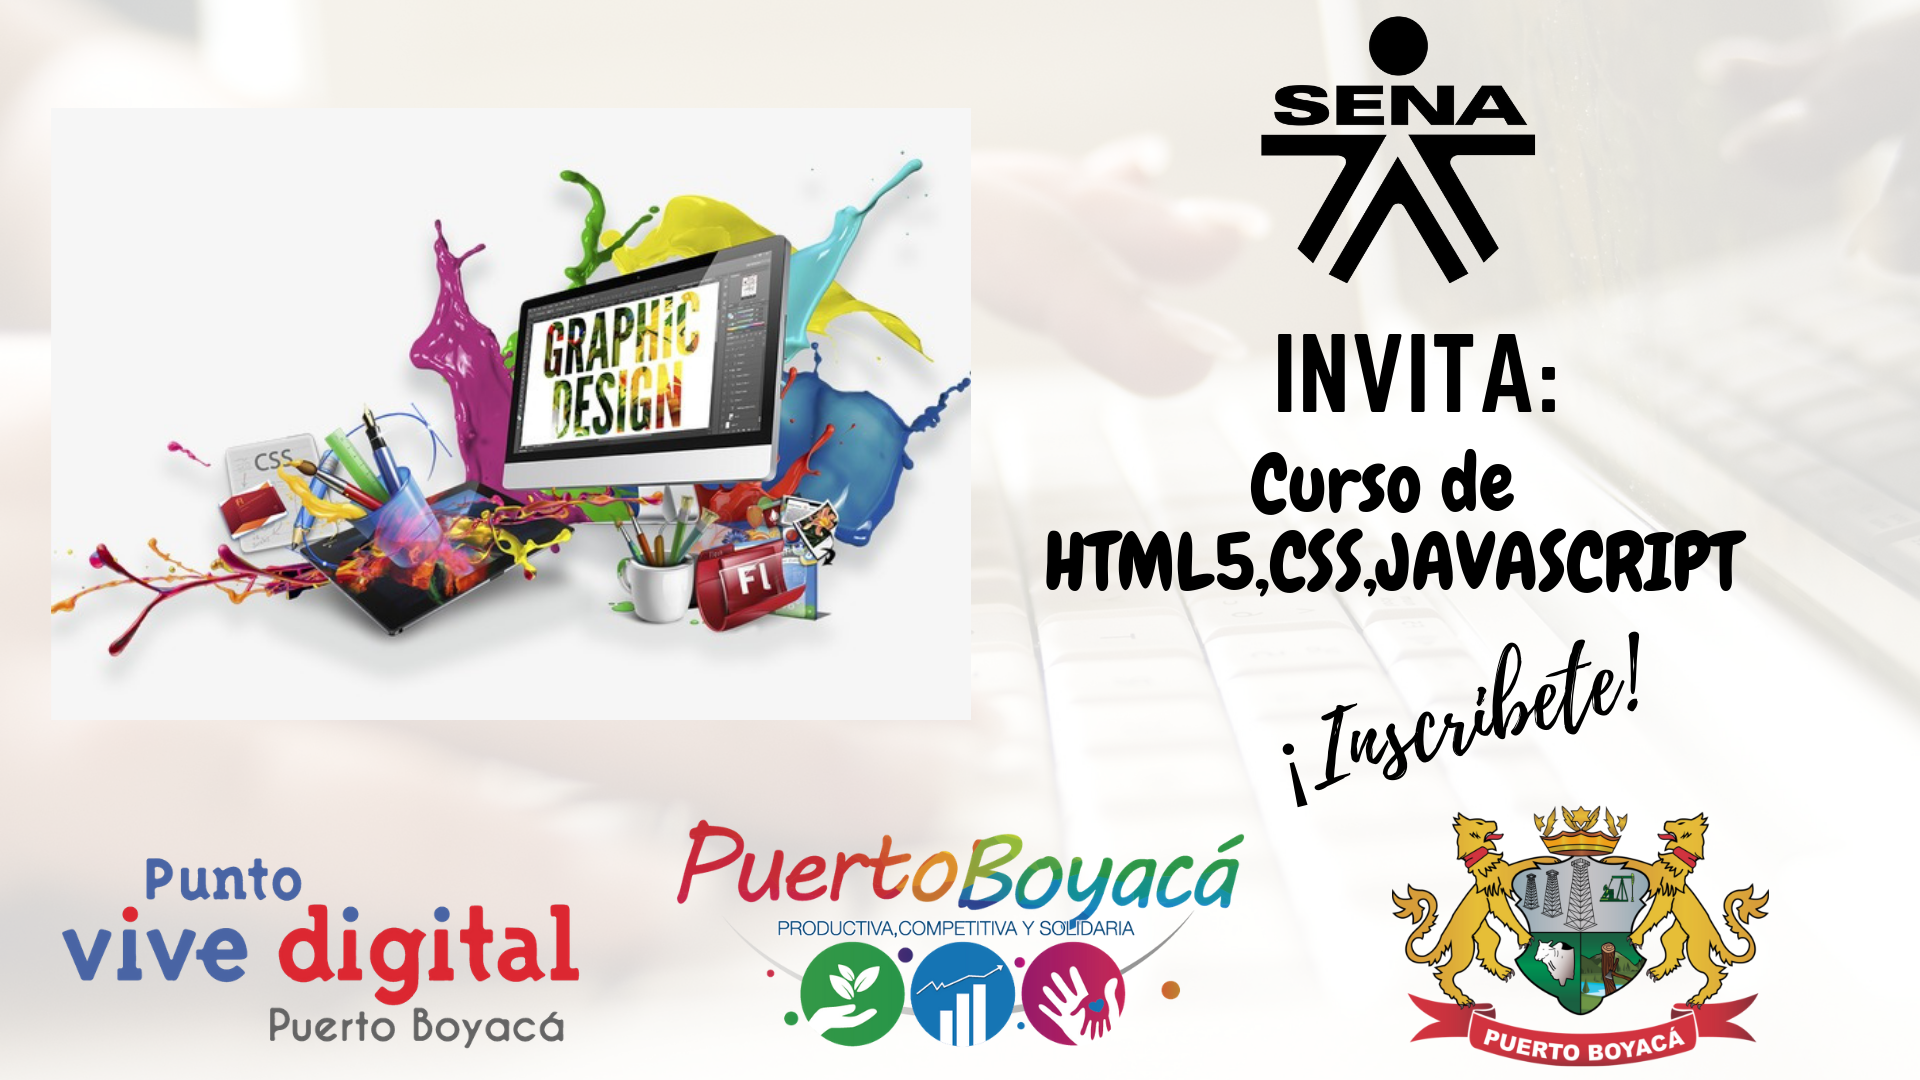 SENA
INVITA:
Curso de
HTML5,CSS,JAVASCRIPT
¡Inscríbete!
GRAPHIC
DESIGN
CSS
Fl
Punto
vive digital
Puerto Boyacá
PuertoBoyacá
PRODUCTIVA,COMPETITIVA Y SOLIDARIA
PUERTO BOYACÁ